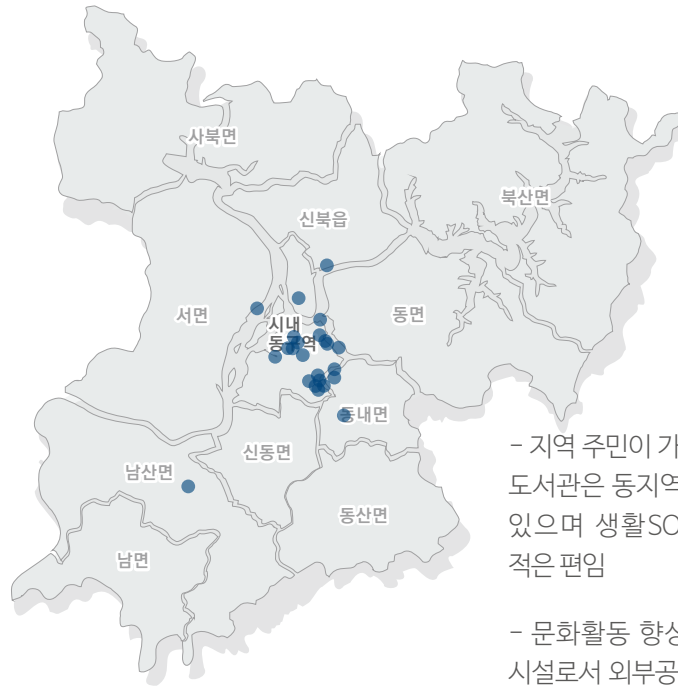 사북면
북산면
신북읍
서면
동면
시내
동지역
동내면
신동면
남산면
동산면
남면
- 지역 주민이 가
도서관은 동지역
있으며 생활SO
적은 편임
- 문화활동 향상
시설로서 외부공